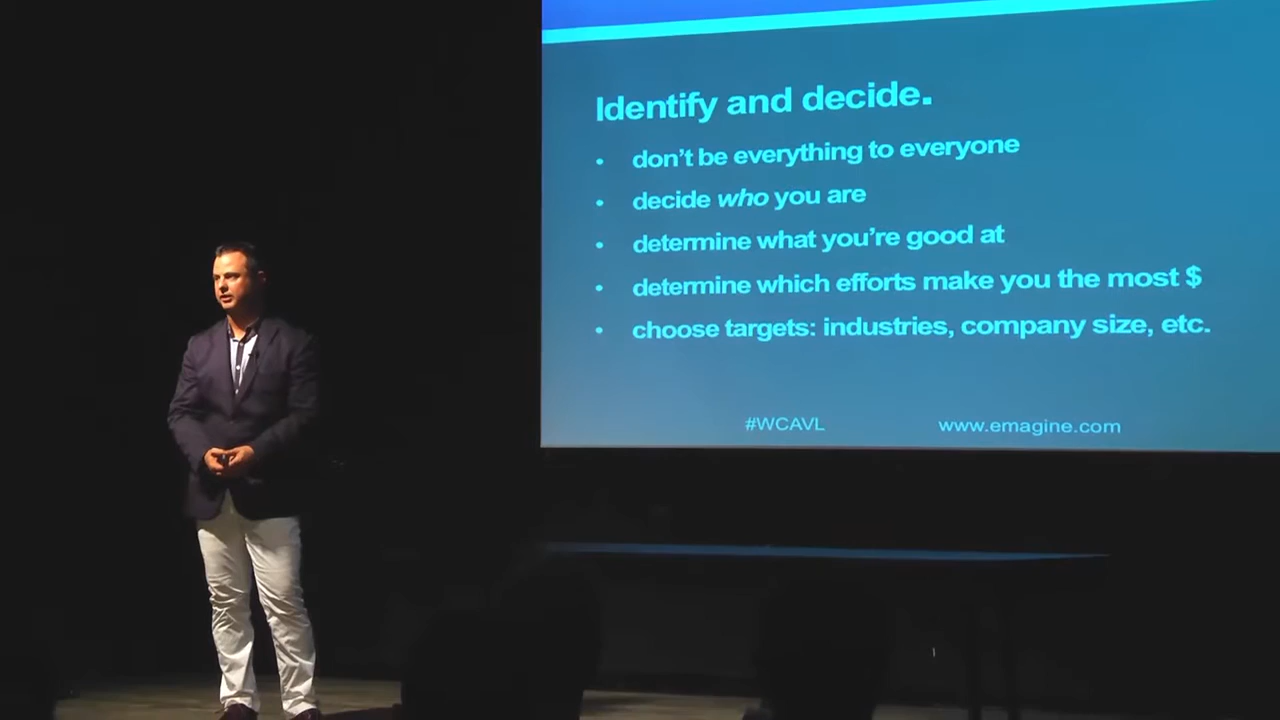 Identify and decide.
• don't be everything to everyone
• decide who you are
• determine what you're good at
• determine which efforts make you the most $
• choose targets: industries, company size, etc.
#WCAVL www.emagine.com